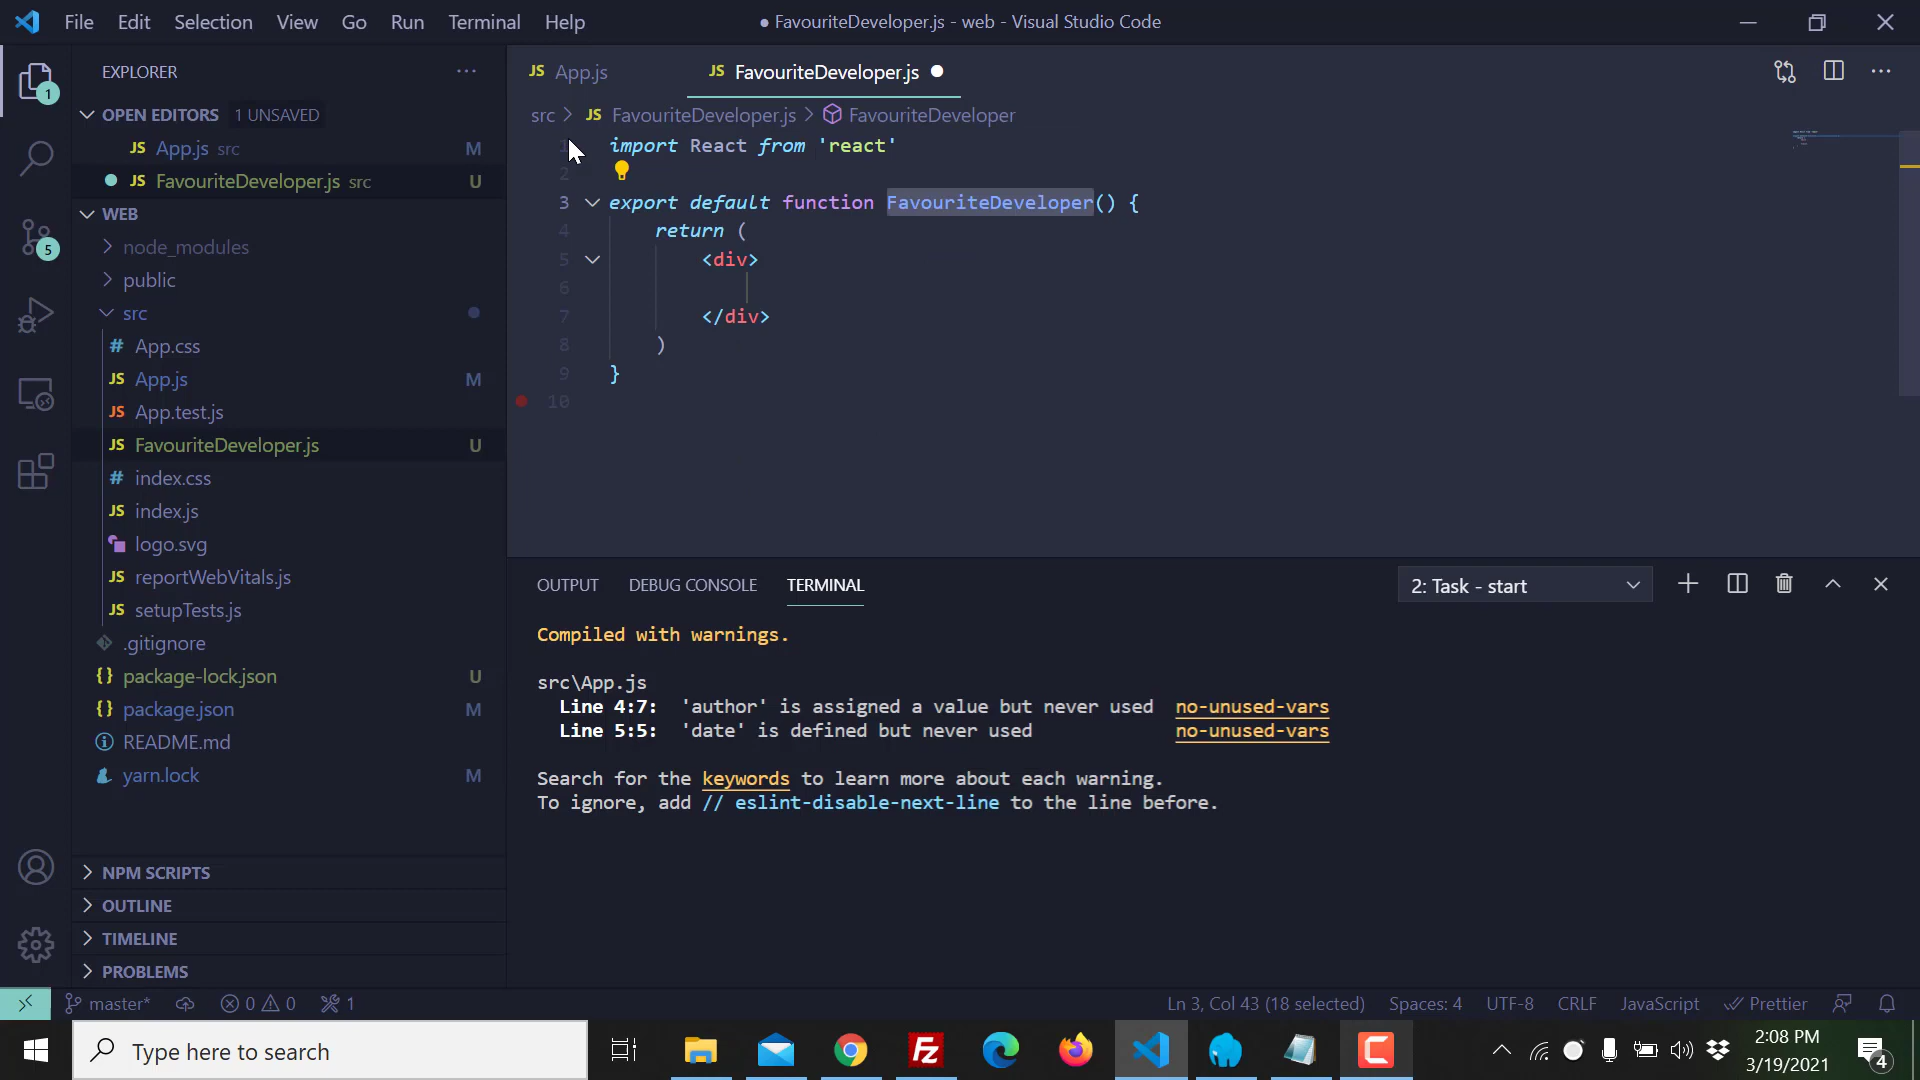 File Edit Selection View Go Run Terminal Help
● FavouriteDeveloper.js - web - Visual Studio Code
EXPLORER
OPEN EDITORS 1 UNSAVED
JS App.js src M
JS FavouriteDeveloper.js src U
WEB
node_modules
public
src
# App.css
JS App.js M
JS App.test.js
JS FavouriteDeveloper.js U
# index.css
JS index.js
logo.svg
JS reportWebVitals.js
JS setupTests.js
.gitignore
{} package-lock.json U
{} package.json M
README.md
yarn.lock M
NPM SCRIPTS
OUTLINE
TIMELINE
PROBLEMS
1
5
JS App.js
JS FavouriteDeveloper.js
src > JS FavouriteDeveloper.js > FavouriteDeveloper
1 import React from 'react'
2
3 export default function FavouriteDeveloper() {
4 return (
5 <div>
6
7 </div>
8 )
9 }
10
OUTPUT DEBUG CONSOLE TERMINAL
2: Task - start
Compiled with warnings.
src\App.js
Line 4:7: 'author' is assigned a value but never used no-unused-vars
Line 5:5: 'date' is defined but never used no-unused-vars
Search for the keywords to learn more about each warning.
To ignore, add // eslint-disable-next-line to the line before.
master* 0 0 1
Ln 3, Col 43 (18 selected) Spaces: 4 UTF-8 CRLF JavaScript Prettier
Type here to search
Fz
C
2:08 PM
3/19/2021
4